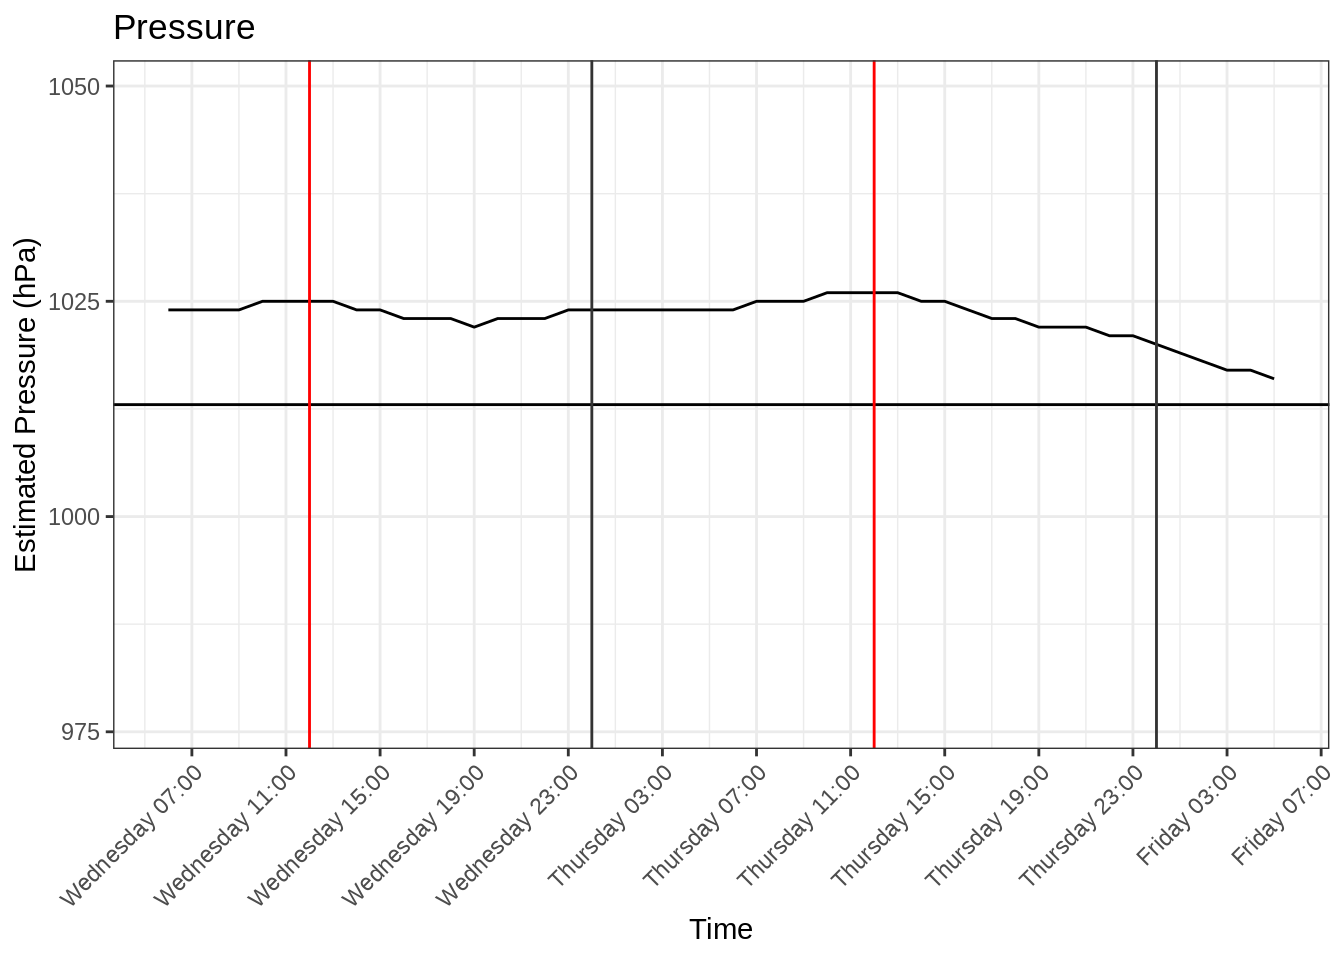 Pressure
Estimated Pressure (hPa)
1050
1025
1000
975
Wednesday 07:00
Wednesday 11:00
Wednesday 15:00
Wednesday 19:00
Wednesday 23:00
Thursday 03:00
Thursday 07:00
Thursday 11:00
Thursday 15:00
Thursday 19:00
Thursday 23:00
Friday 03:00
Friday 07:00
Time